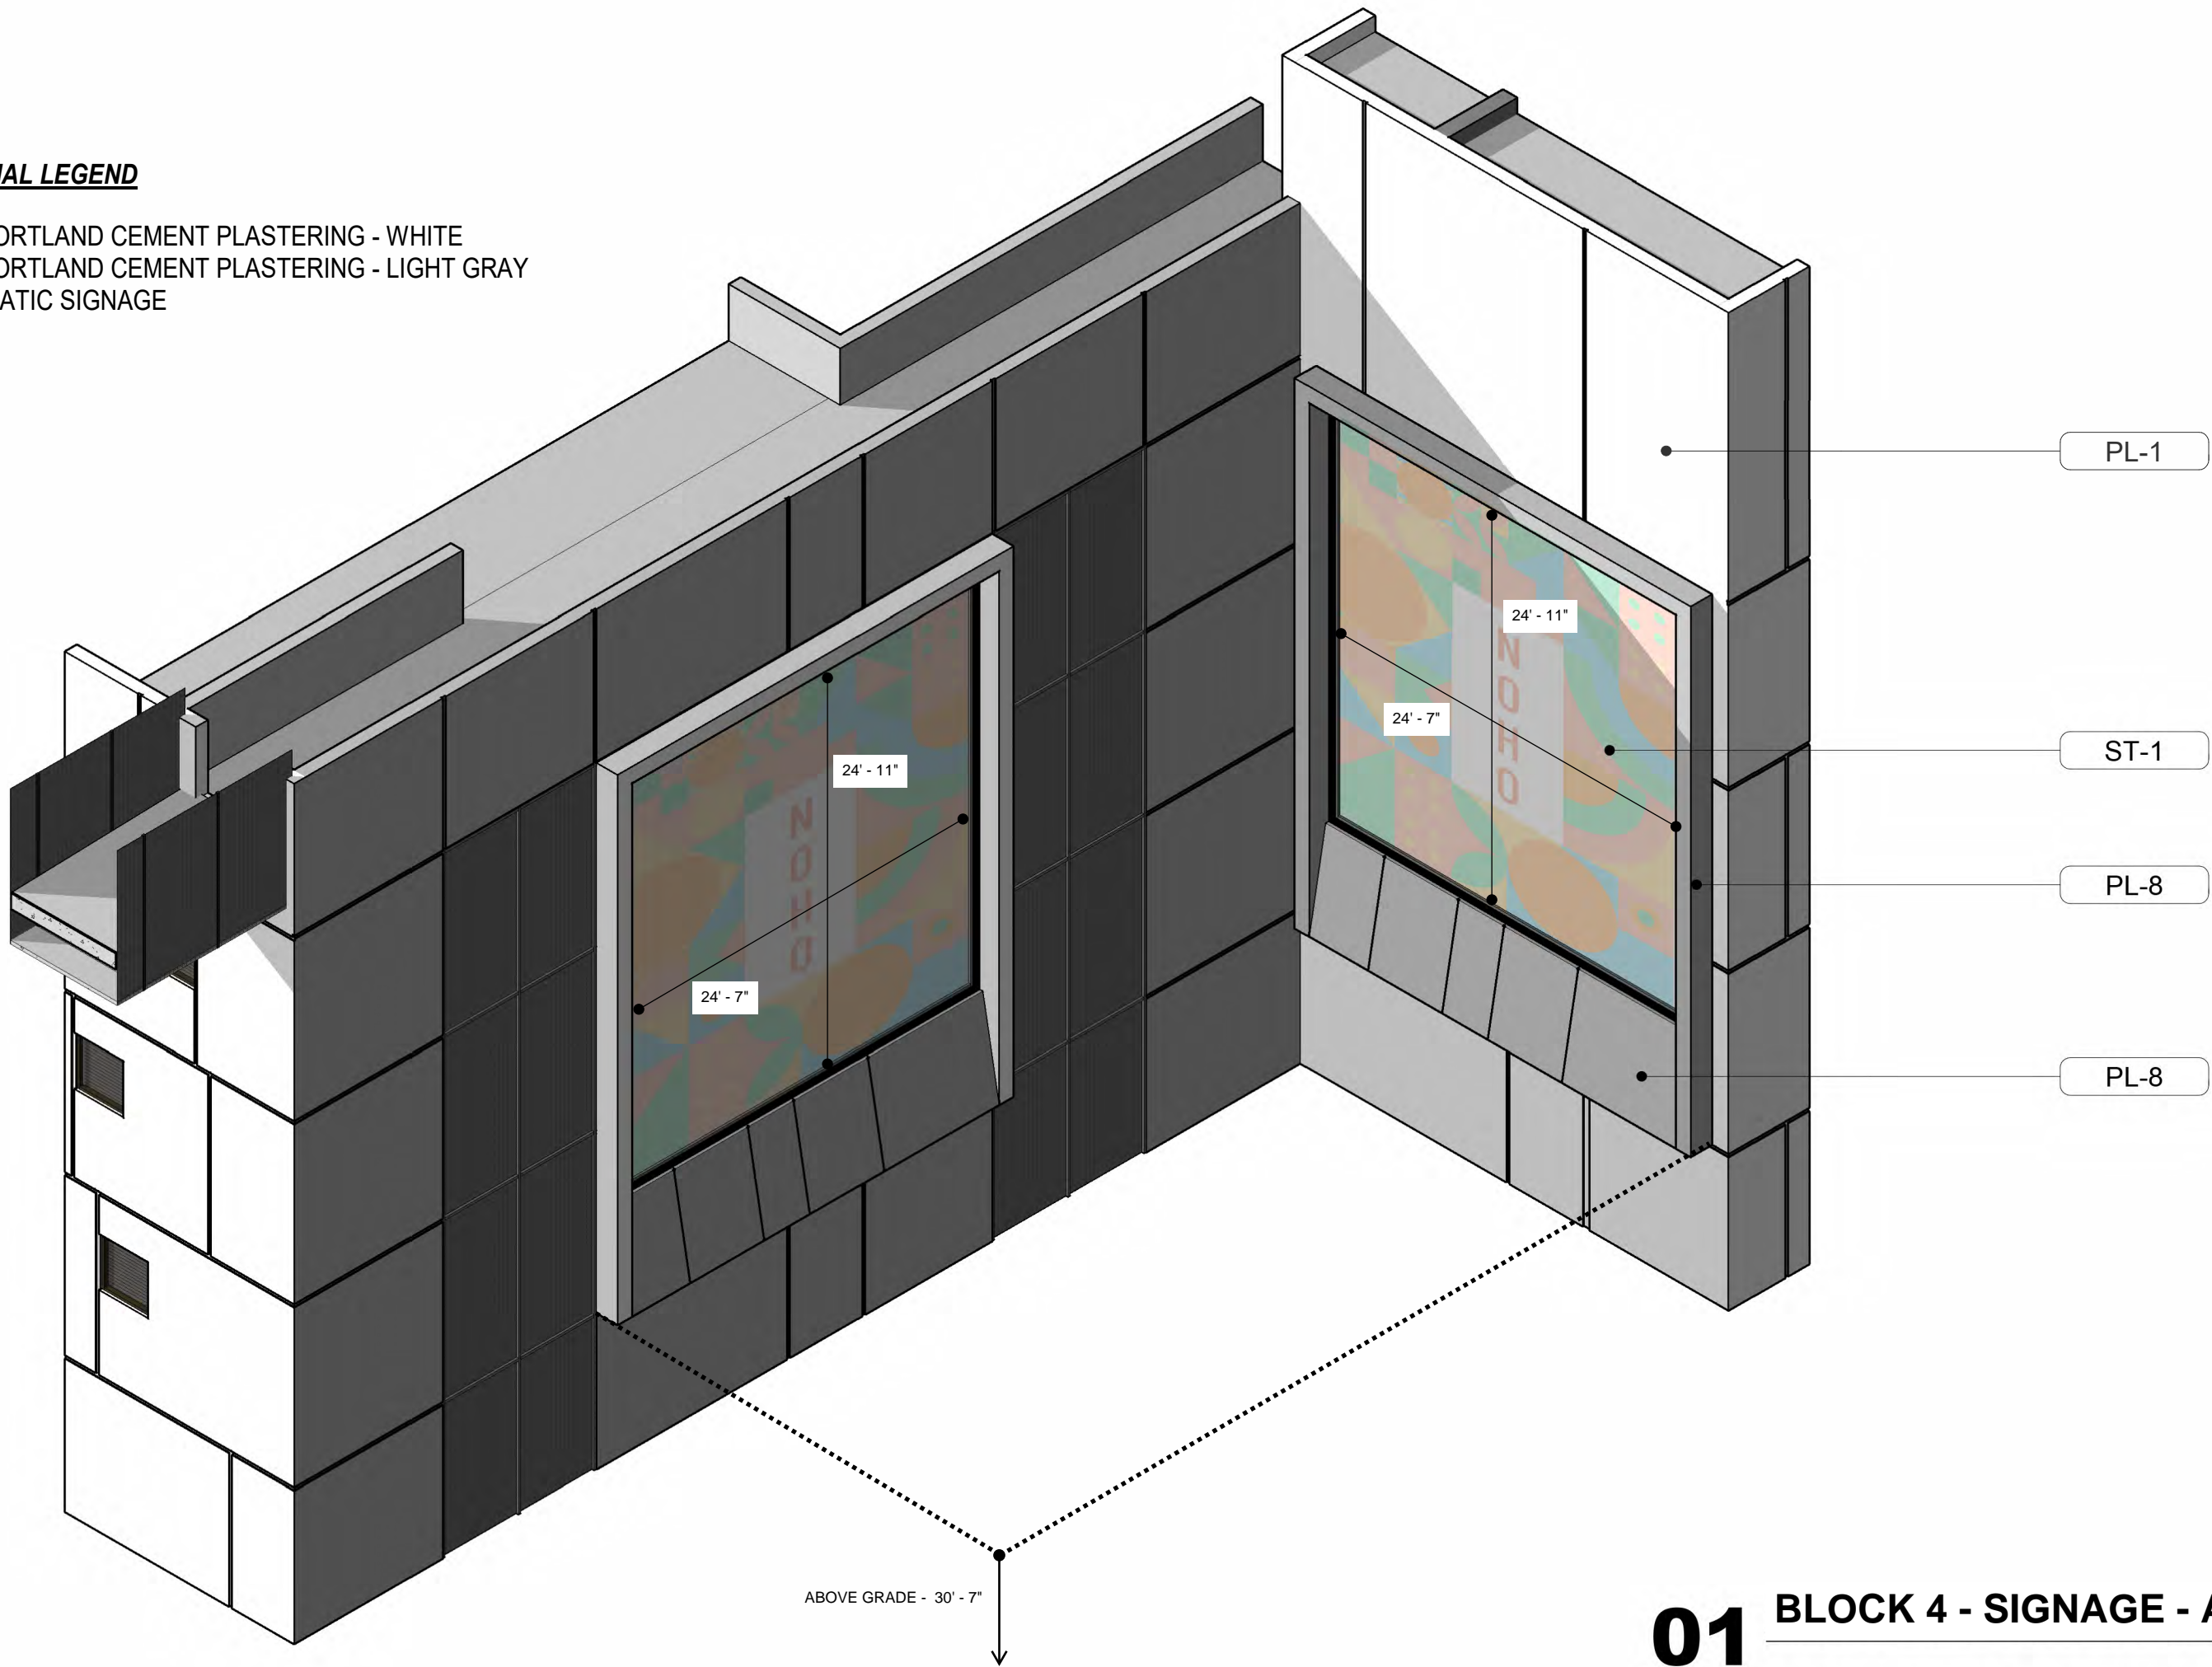 IAL LEGEND
ORTLAND CEMENT PLASTERING - WHITE
ORTLAND CEMENT PLASTERING - LIGHT GRAY
ATIC SIGNAGE
PL-1
24' - 11"
NOHO
24' - 7"
ST-1
24' - 11"
NOHO
24' - 7"
PL-8
PL-8
ABOVE GRADE - 30' - 7"
01 BLOCK 4 - SIGNAGE - A